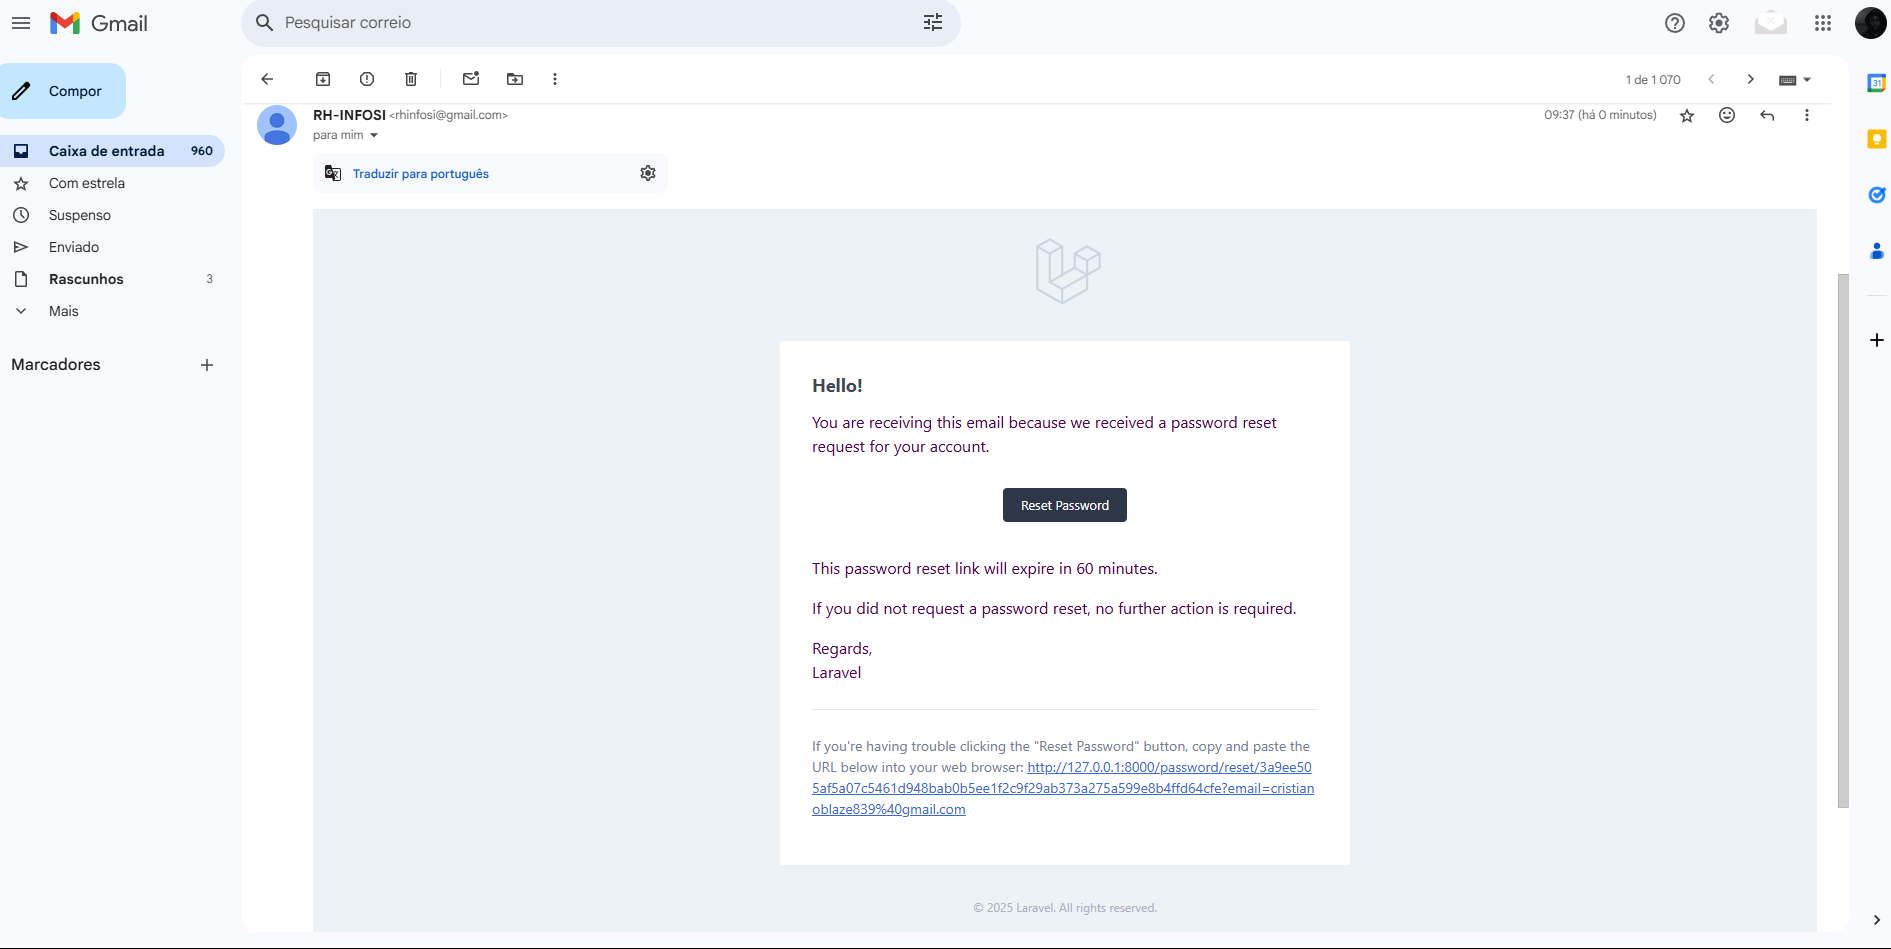 Gmail
Pesquisar correio
Compor
1 de 1 070
RH-INFOSI <rhinfosi@gmail.com>
09:37 (há 0 minutos)
para mim
Caixa de entrada 960
Com estrela
Suspenso
Enviado
Rascunhos 3
Mais
Marcadores
Traduzir para português
31
Hello!
You are receiving this email because we received a password reset
request for your account.
Reset Password
This password reset link will expire in 60 minutes.
If you did not request a password reset, no further action is required.
Regards,
Laravel
If you're having trouble clicking the "Reset Password" button, copy and paste the
URL below into your web browser: http://127.0.0.1:8000/password/reset/3a9ee50
5af5a07c5461d948bab0b5ee1f2c9f29ab373a275a599e8b4ffd64cfe?email=cristian
oblaze839%40gmail.com
© 2025 Laravel. All rights reserved.